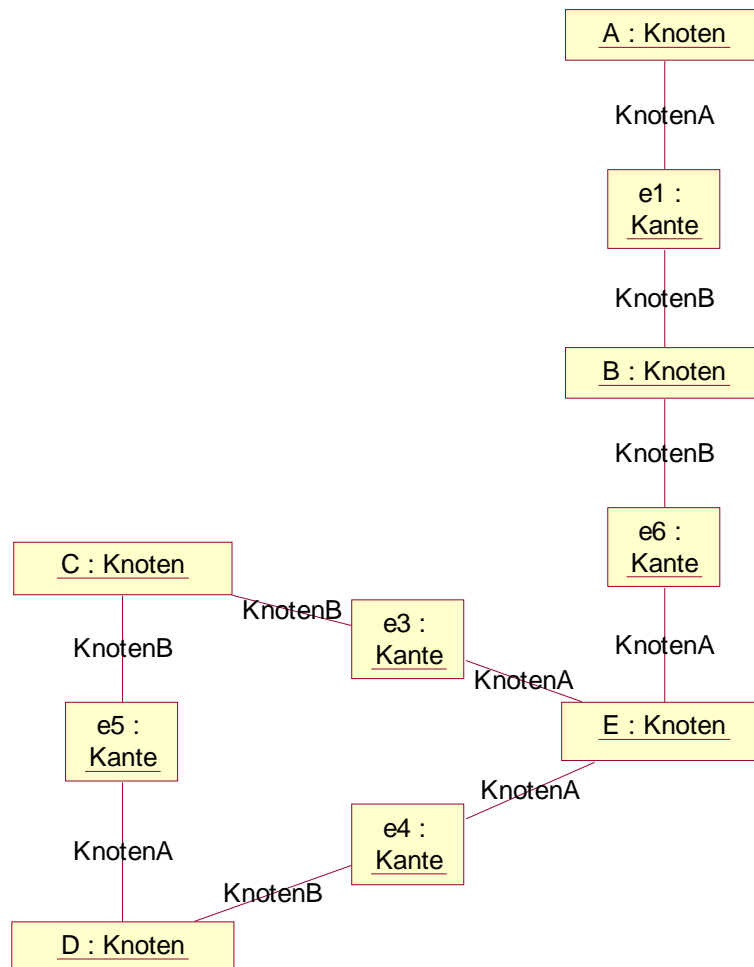 A : Knoten
KnotenA
e1 :
Kante
KnotenB
B : Knoten
KnotenB
e6 :
Kante
KnotenA
C : Knoten
KnotenB
e3 :
Kante
KnotenA
KnotenB
e5 :
Kante
KnotenA
E : Knoten
KnotenA
e4 :
Kante
KnotenB
D : Knoten